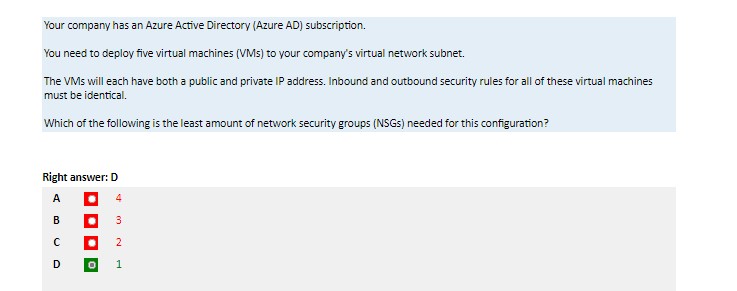 Your company has an Azure Active Directory (Azure AD) subscription.
You need to deploy five virtual machines (VMs) to your company's virtual network subnet.
The VMs will each have both a public and private IP address. Inbound and outbound security rules for all of these virtual machines
must be identical.
Which of the following is the least amount of network security groups (NSGs) needed for this configuration?
Right answer: D
A 4
B 3
C 2
D 1